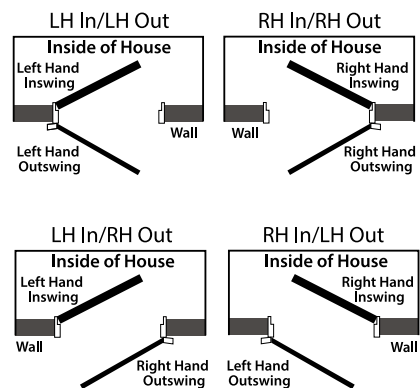 LH In/LH Out
Inside of House
Left Hand
Inswing
Wall
Left Hand
Outswing
RH In/RH Out
Inside of House
Right Hand
Inswing
Wall
Right Hand
Outswing
LH In/RH Out
Inside of House
Left Hand
Inswing
Wall
Right Hand
Outswing
RH In/LH Out
Inside of House
Right Hand
Inswing
Wall
Left Hand
Outswing